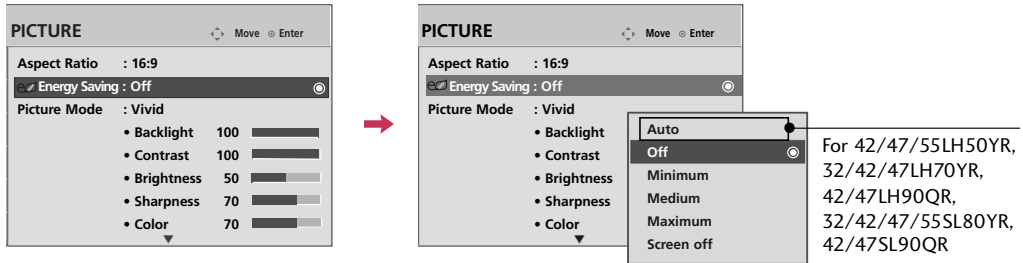 PICTURE
Move Enter
Aspect Ratio : 16:9
Energy Saving : Off
Picture Mode : Vivid
• Backlight 100
• Contrast 100
• Brightness 50
• Sharpness 70
• Color 70
PICTURE
Move Enter
Aspect Ratio : 16:9
Energy Saving : Off
Picture Mode : Vivid
• Backlight
• Contrast
• Brightness
• Sharpness
• Color
Auto
Off
Minimum
Medium
Maximum
Screen off
For 42/47/55LH50YR,
32/42/47LH70YR,
42/47LH90QR,
32/42/47/55SL80YR,
42/47SL90QR